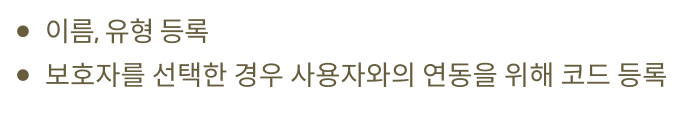 • 이름, 유형 등록
• 보호자를 선택한 경우 사용자와의 연동을 위해 코드 등록